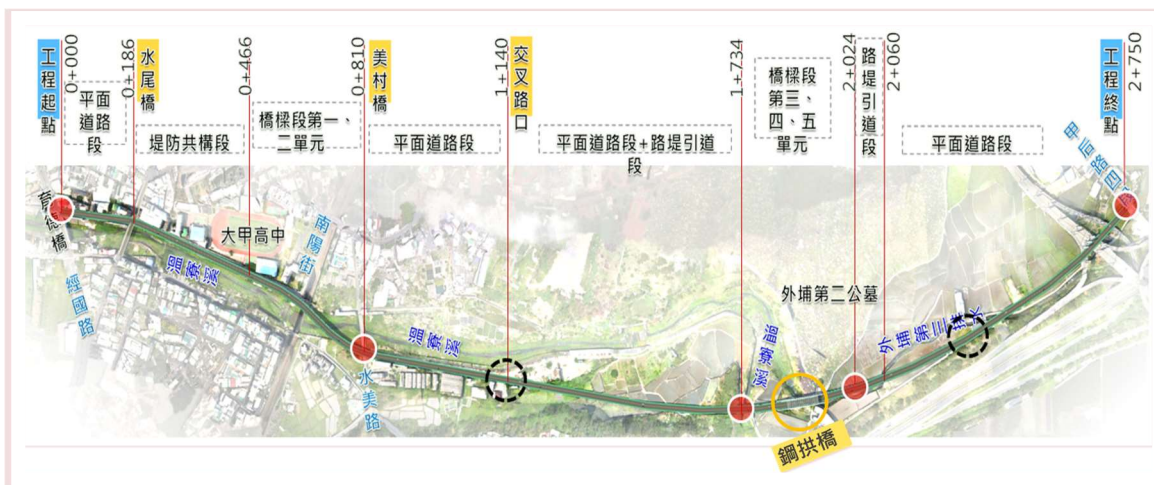 工程起點
0+000
平面
道路
段
0+186
水尾橋
堤防共構段
0+466
橋樑段第一、
二單元
0+810
美村橋
平面道路段
1+140
交叉路口
平面道路段+路堤引道
段
1+734
橋樑段
第三、
四、五
單元
2+024
路堤引道段
2+060
平面道路段
工程終點
2+750
甲后路四
育德橋
經國路
溫寮溪
大甲高中
南陽街
水美路
溫寮溪
溫寮溪
外埔第二公墓
外埔第三排水
鋼拱橋